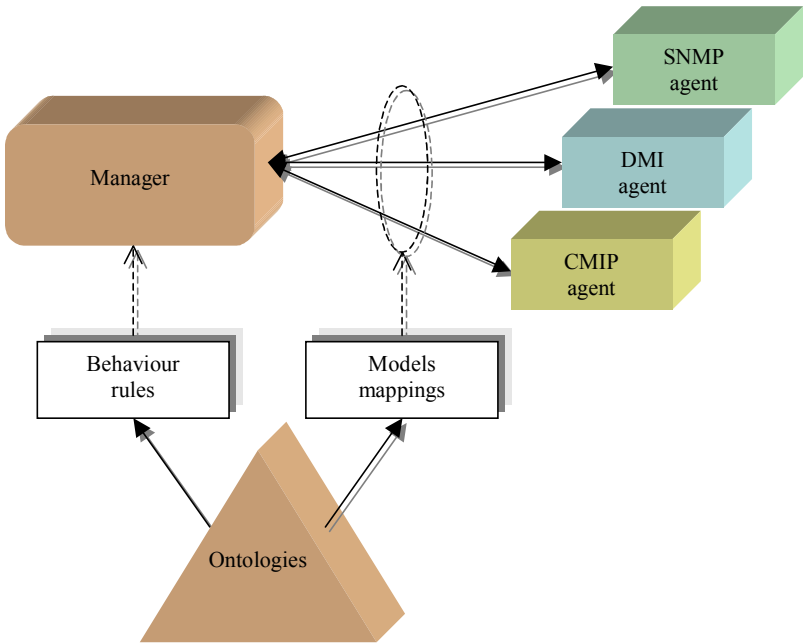 SNMP
agent
DMI
agent
Manager
CMIP
agent
Behaviour
rules
Models
mappings
Ontologies